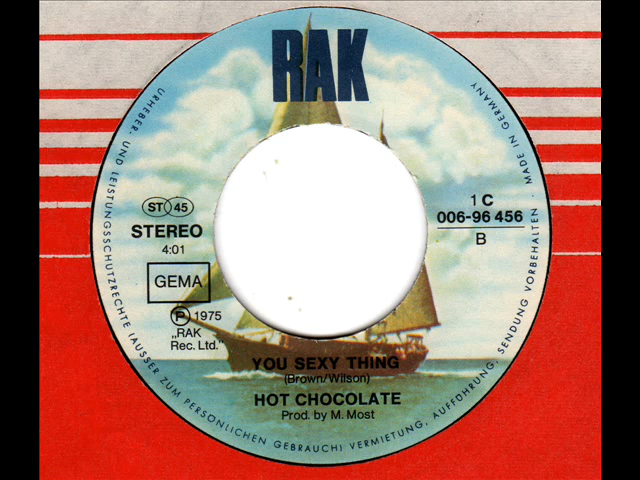 RAK
URHEBER- UND LEISTUNGSSCHUTZRECHTE (AUSSER ZUM PERSÖNLICHEN GEBRAUCH) VERMIETUNG, AUFFÜHRUNG, SENDUNG VORBEHALTEN · MADE IN GERMANY
ST 45
STEREO
4:01
GEMA
P 1975
„RAK
Rec. Ltd."
1 C
006-96 456
B
YOU SEXY THING
(Brown/Wilson)
HOT CHOCOLATE
Prod. by M. Most